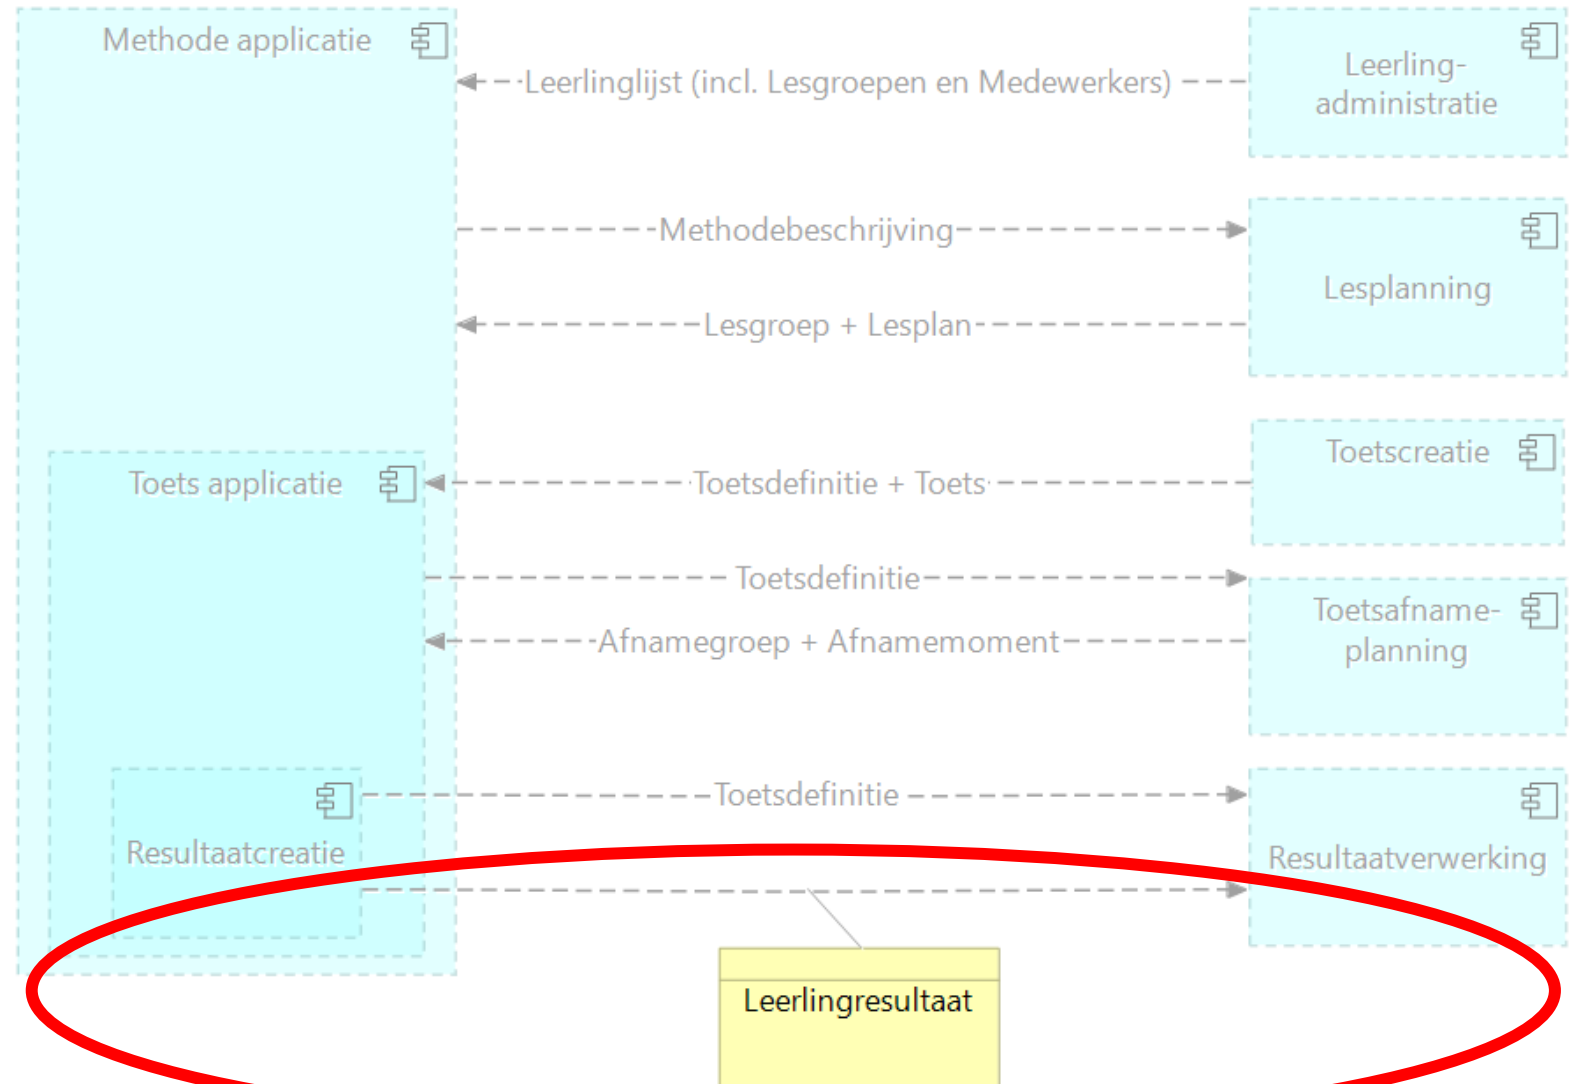 Methode applicatie
Leerlinglijst (incl. Lesgroepen en Medewerkers)
Leerling-
administratie
Methodebeschrijving
Lesgroep + Lesplan
Lesplanning
Toets applicatie
Toetsdefinitie + Toets
Toetscreatie
Toetsdefinitie
Afnamegroep + Afnamemoment
Toetsafname-
planning
Toetsdefinitie
Resultaatcreatie
Resultaatverwerking
Leerlingresultaat